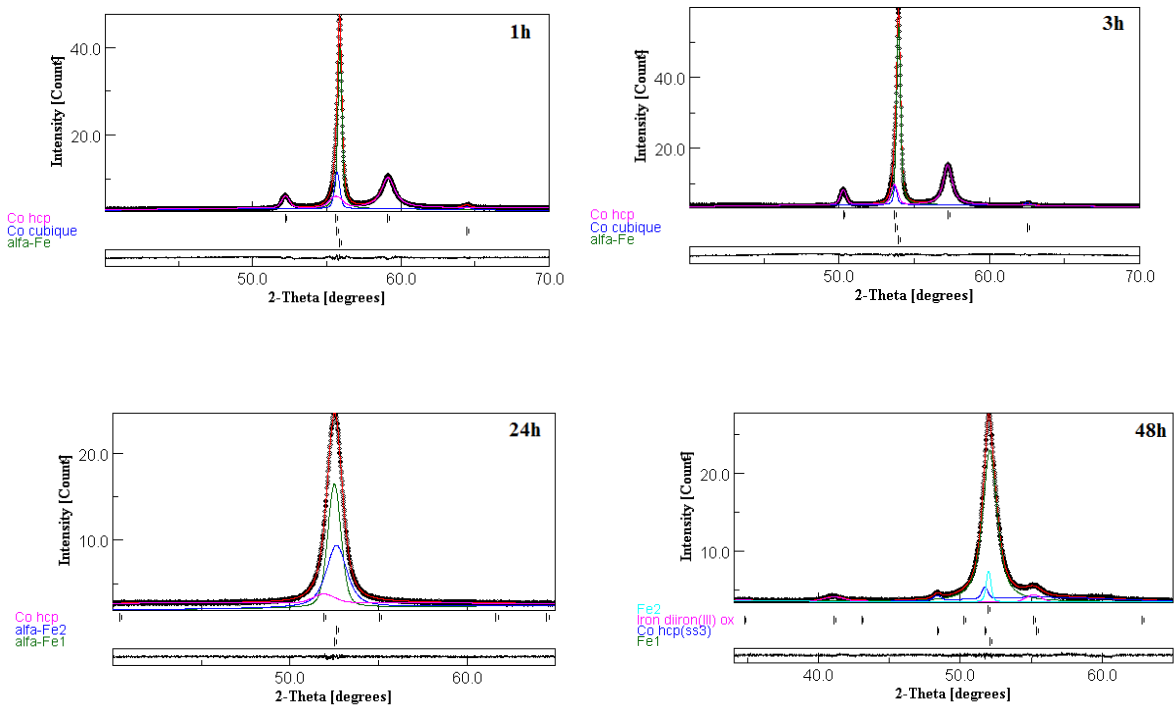 1h
Intensity [Count]
40.0
20.0
Co hcp
Co cubique
alfa-Fe
50.0 60.0 70.0
2-Theta [degrees]
3h
Intensity [Count]
40.0
20.0
Co hcp
Co cubique
alfa-Fe
50.0 60.0 70.0
2-Theta [degrees]
24h
Intensity [Count]
20.0
10.0
Co hcp
alfa-Fe2
alfa-Fe1
50.0 60.0
2-Theta [degrees]
48h
Intensity [Count]
20.0
10.0
Fe2
Iron diiron(III) ox
Co hcp(ss3)
Fe1
40.0 50.0 60.0
2-Theta [degrees]